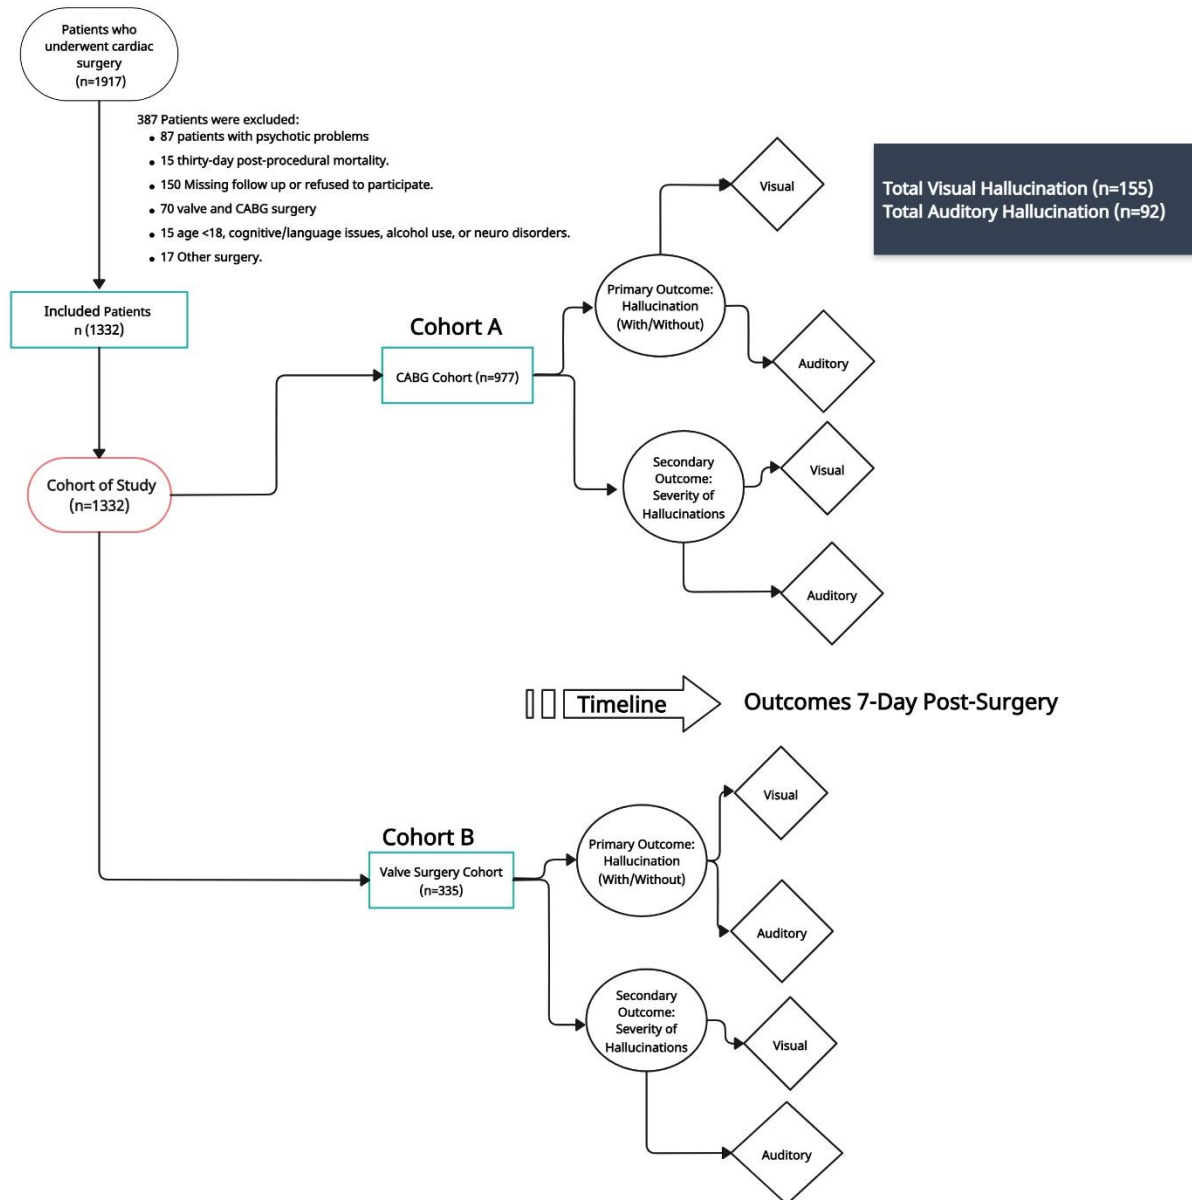 Patients who
underwent cardiac
surgery
(n=1917)
387 Patients were excluded:
• 87 patients with psychotic problems
• 15 thirty-day post-procedural mortality.
• 150 Missing follow up or refused to participate.
• 70 valve and CABG surgery
• 15 age <18, cognitive/language issues, alcohol use, or neuro disorders.
• 17 Other surgery.
Total Visual Hallucination (n=155)
Total Auditory Hallucination (n=92)
Included Patients
n (1332)
Cohort of Study
(n=1332)
Cohort A
CABG Cohort (n=977)
Primary Outcome:
Hallucination
(With/Without)
Visual
Auditory
Secondary
Outcome:
Severity of
Hallucinations
Visual
Auditory
Timeline
Outcomes 7-Day Post-Surgery
Cohort B
Valve Surgery Cohort
(n=335)
Primary Outcome:
Hallucination
(With/Without)
Visual
Auditory
Secondary
Outcome:
Severity of
Hallucinations
Visual
Auditory